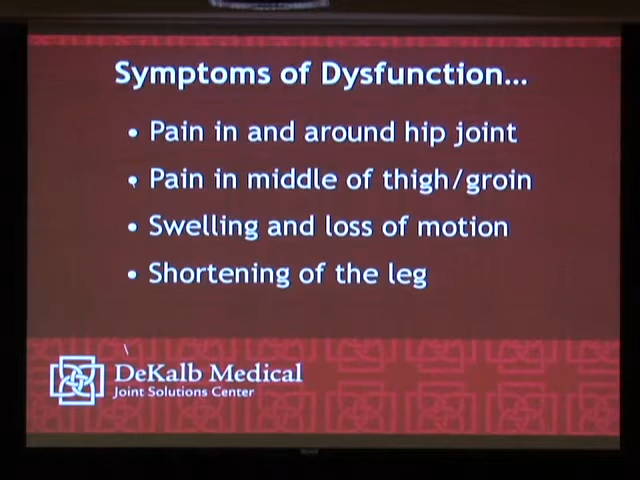 Symptoms of Dysfunction...
• Pain in and around hip joint
• Pain in middle of thigh/groin
• Swelling and loss of motion
• Shortening of the leg
DeKalb Medical
Joint Solutions Center